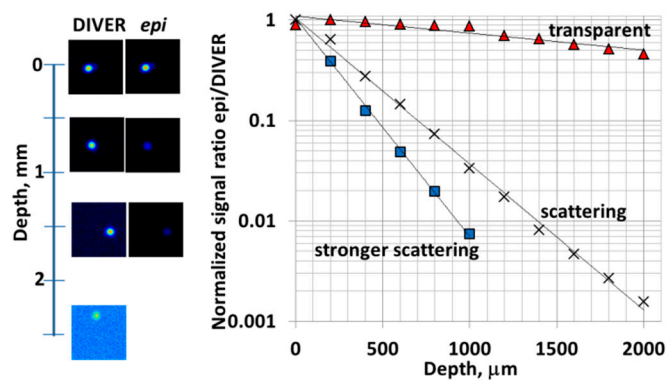 DIVER epi
0
1
2
Depth, mm
Normalized signal ratio epi/DIVER
1
0.1
0.01
0.001
transparent
scattering
stronger scattering
0 500 1000 1500 2000
Depth, μm